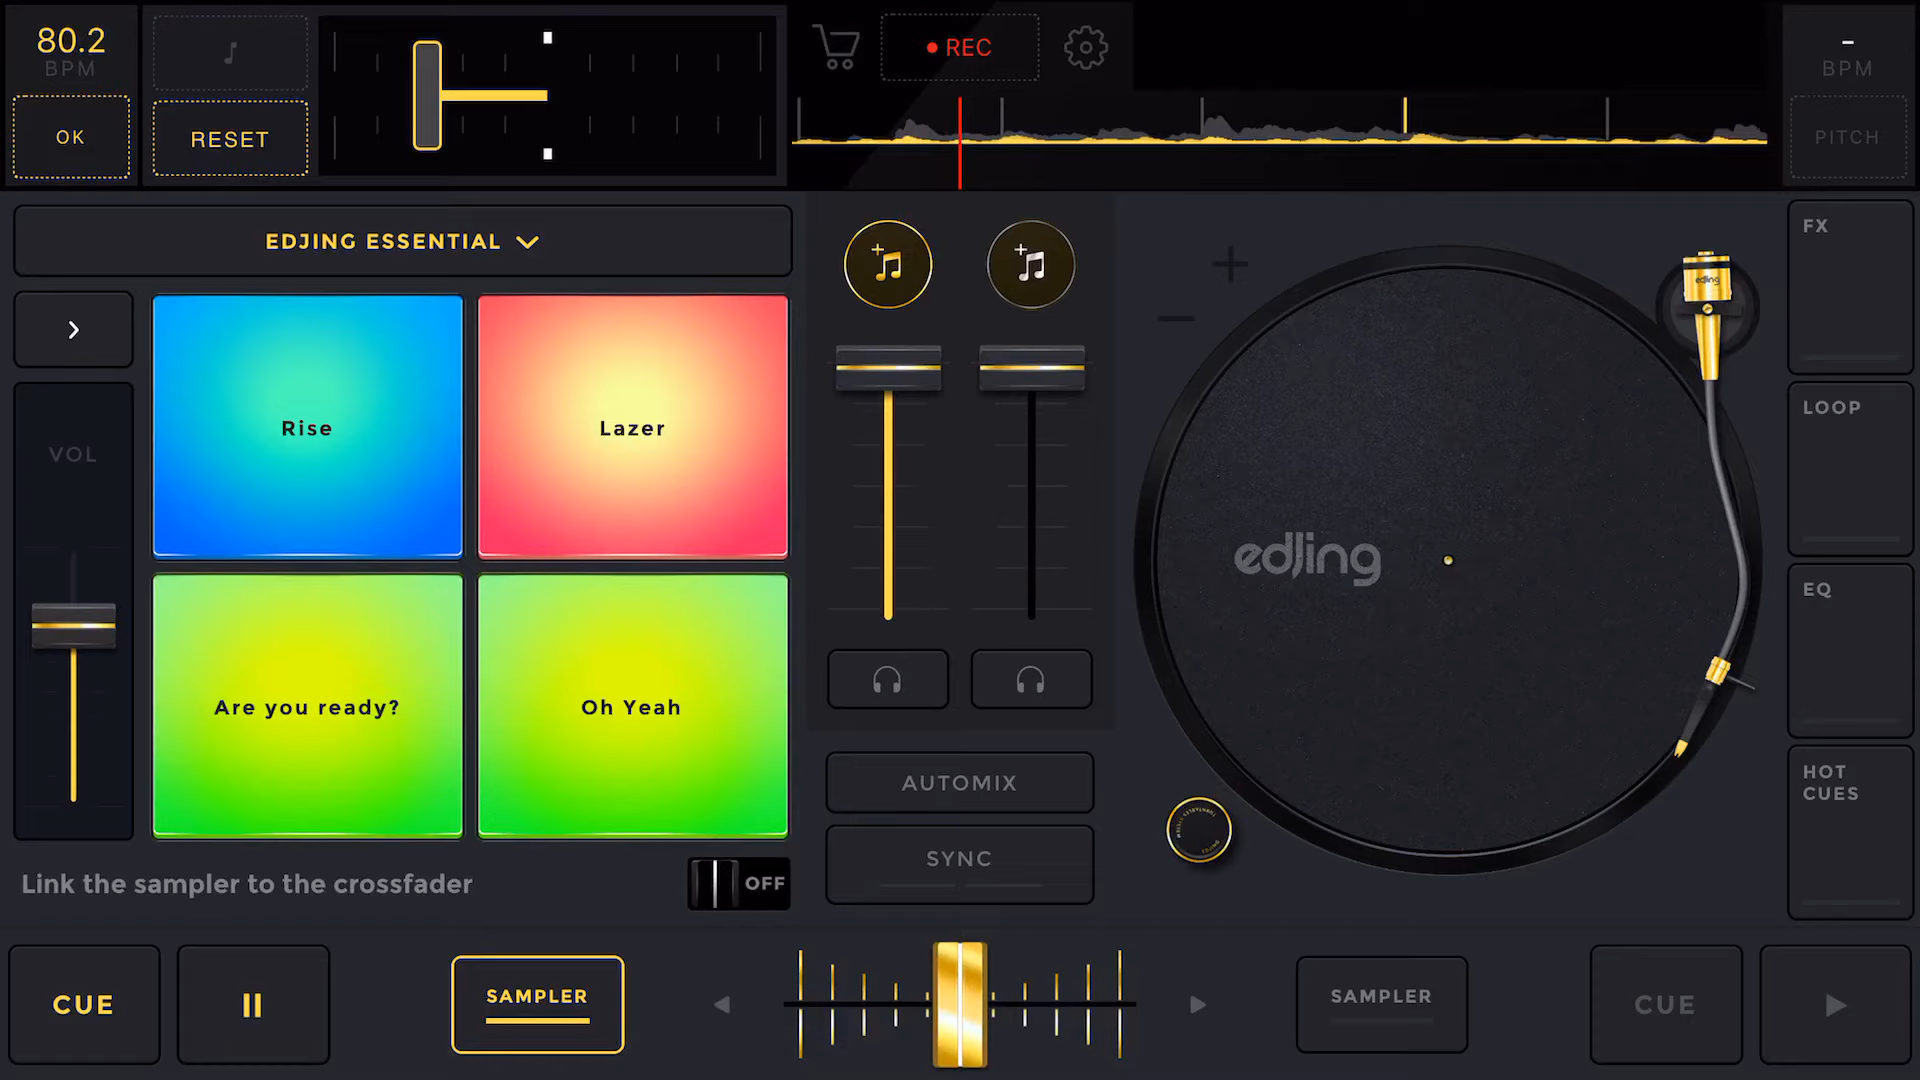 80.2
BPM
OK
RESET
REC
-
BPM
PITCH
EDJING ESSENTIAL
VOL
Rise
Lazer
Are you ready?
Oh Yeah
Link the sampler to the crossfader
OFF
AUTOMIX
SYNC
edjing
edjing
FX
LOOP
EQ
HOT
CUES
CUE
SAMPLER
SAMPLER
CUE